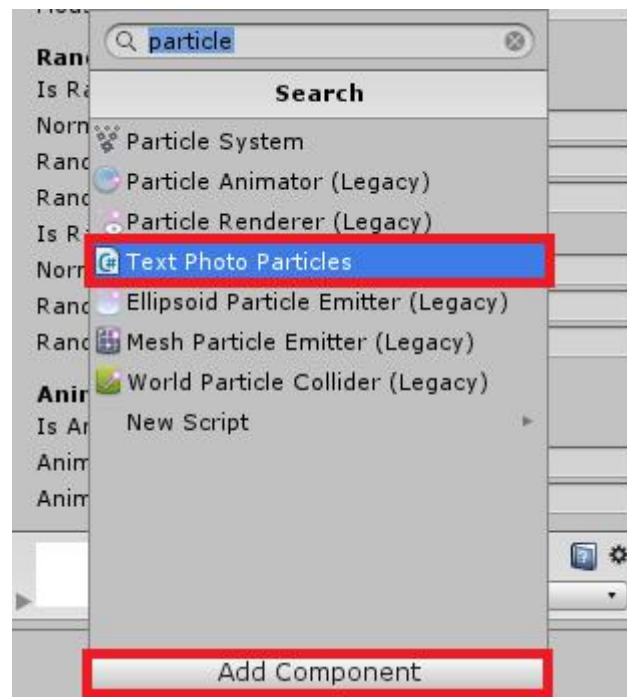 particle
Search
Particle System
Particle Animator (Legacy)
Particle Renderer (Legacy)
Text Photo Particles
Ellipsoid Particle Emitter (Legacy)
Mesh Particle Emitter (Legacy)
World Particle Collider (Legacy)
New Script
Add Component